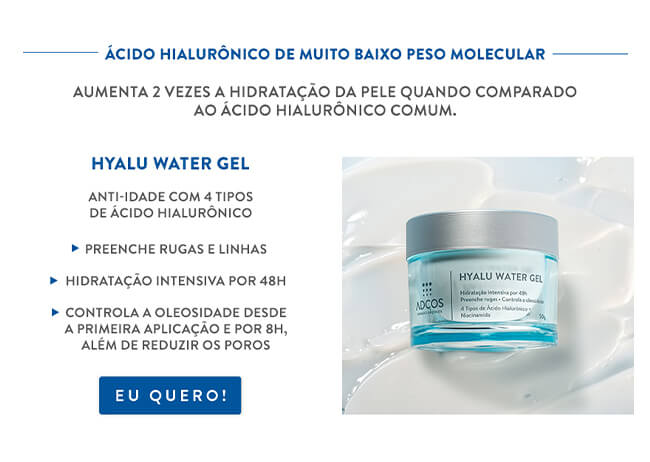 ÁCIDO HIALURÔNICO DE MUITO BAIXO PESO MOLECULAR
AUMENTA 2 VEZES A HIDRATAÇÃO DA PELE QUANDO COMPARADO
AO ÁCIDO HIALURÔNICO COMUM.
HYALU WATER GEL
ANTI-IDADE COM 4 TIPOS
DE ÁCIDO HIALURÔNICO
PREENCHE RUGAS E LINHAS
HIDRATAÇÃO INTENSIVA POR 48H
CONTROLA A OLEOSIDADE DESDE
A PRIMEIRA APLICAÇÃO E POR 8H,
ALÉM DE REDUZIR OS POROS
EU QUERO!
HYALU WATER GEL
Hidratação intensiva por 48h
Preenche rugas • Controla a oleosidade
4 Tipos de Ácido Hialurônico +
Niacinamida
50g
ADCOS